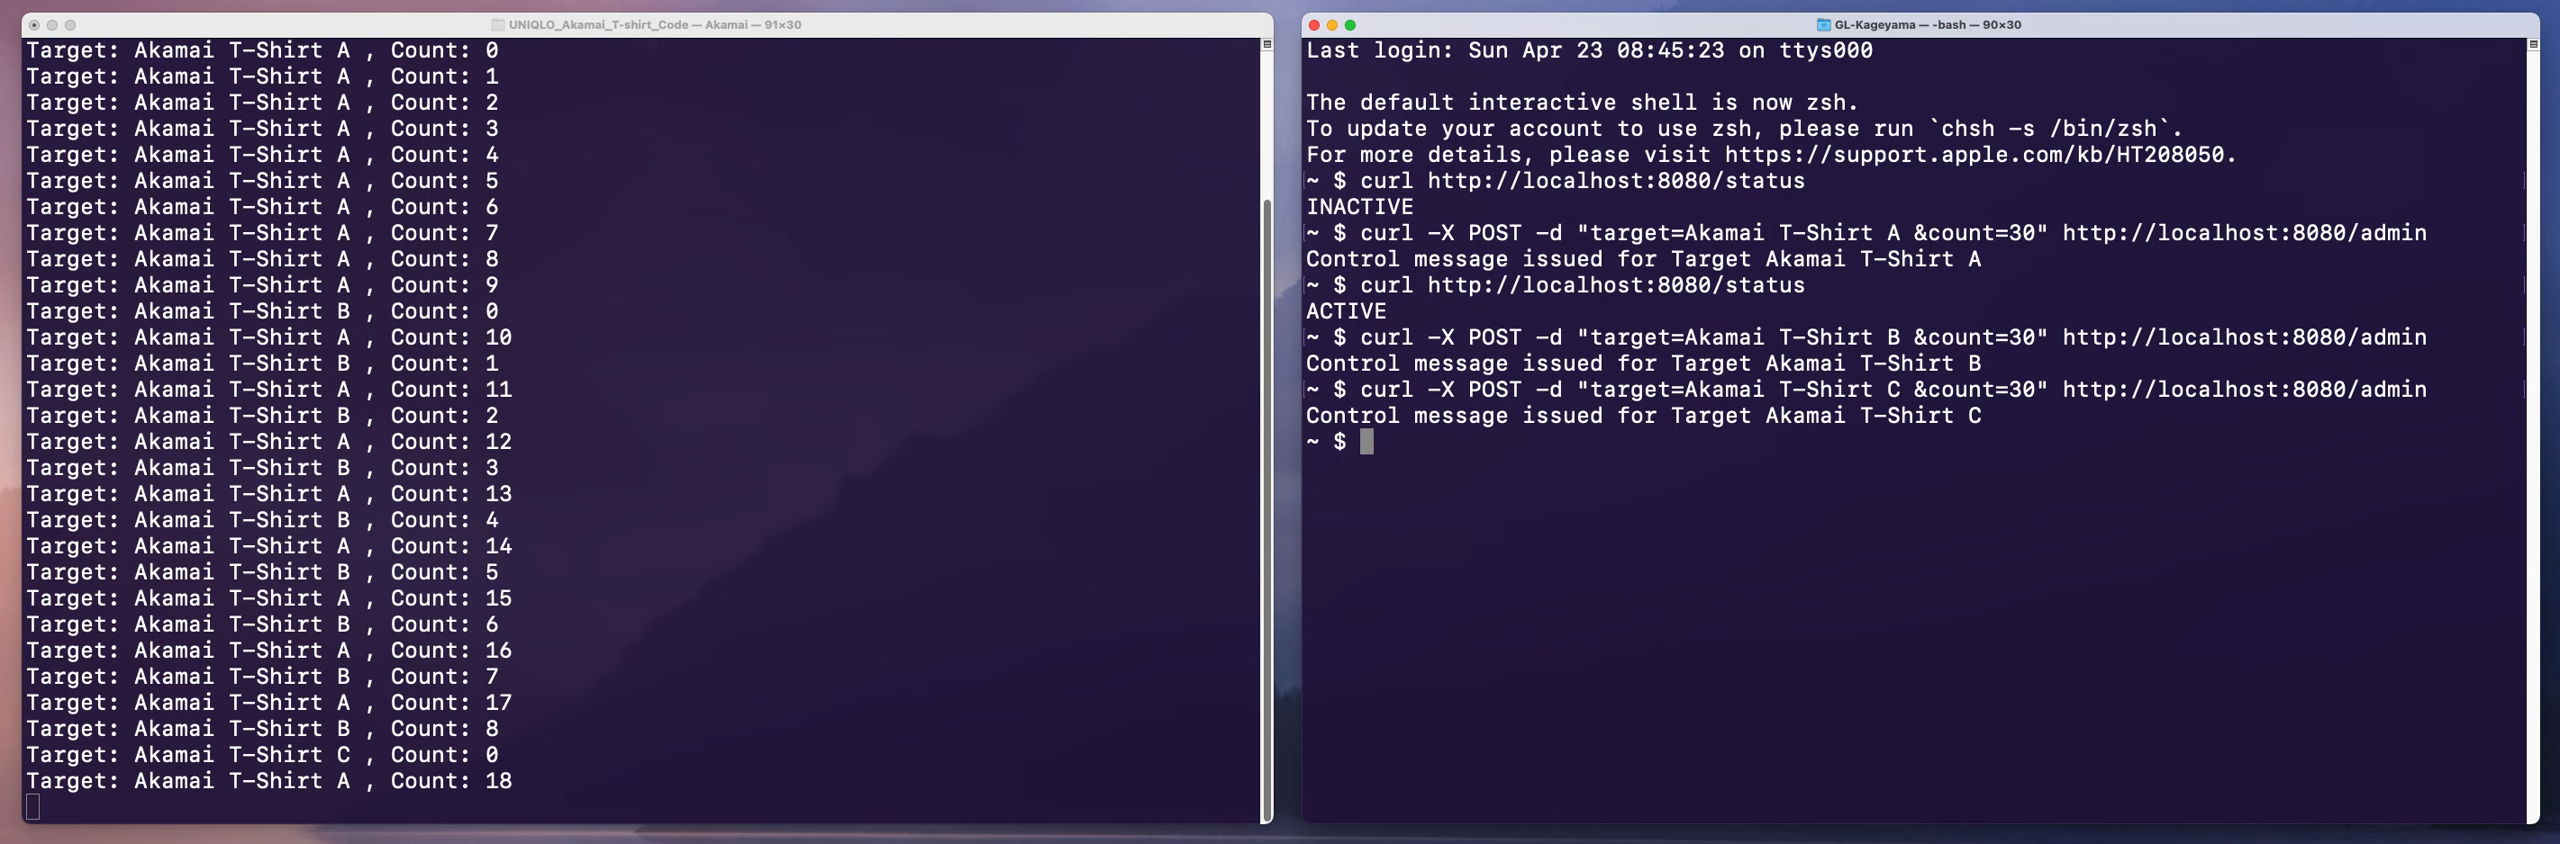 UNIQLO_Akamai_T-shirt_Code — Akamai — 91×30
Target: Akamai T-Shirt A , Count: 0
Target: Akamai T-Shirt A , Count: 1
Target: Akamai T-Shirt A , Count: 2
Target: Akamai T-Shirt A , Count: 3
Target: Akamai T-Shirt A , Count: 4
Target: Akamai T-Shirt A , Count: 5
Target: Akamai T-Shirt A , Count: 6
Target: Akamai T-Shirt A , Count: 7
Target: Akamai T-Shirt A , Count: 8
Target: Akamai T-Shirt A , Count: 9
Target: Akamai T-Shirt B , Count: 0
Target: Akamai T-Shirt A , Count: 10
Target: Akamai T-Shirt B , Count: 1
Target: Akamai T-Shirt A , Count: 11
Target: Akamai T-Shirt B , Count: 2
Target: Akamai T-Shirt A , Count: 12
Target: Akamai T-Shirt B , Count: 3
Target: Akamai T-Shirt A , Count: 13
Target: Akamai T-Shirt B , Count: 4
Target: Akamai T-Shirt A , Count: 14
Target: Akamai T-Shirt B , Count: 5
Target: Akamai T-Shirt A , Count: 15
Target: Akamai T-Shirt B , Count: 6
Target: Akamai T-Shirt A , Count: 16
Target: Akamai T-Shirt B , Count: 7
Target: Akamai T-Shirt A , Count: 17
Target: Akamai T-Shirt B , Count: 8
Target: Akamai T-Shirt C , Count: 0
Target: Akamai T-Shirt A , Count: 18
GL-Kageyama — -bash — 90×30
Last login: Sun Apr 23 08:45:23 on ttys000
The default interactive shell is now zsh.
To update your account to use zsh, please run `chsh -s /bin/zsh`.
For more details, please visit https://support.apple.com/kb/HT208050.
~ $ curl http://localhost:8080/status
INACTIVE
~ $ curl -X POST -d "target=Akamai T-Shirt A &count=30" http://localhost:8080/admin
Control message issued for Target Akamai T-Shirt A
~ $ curl http://localhost:8080/status
ACTIVE
~ $ curl -X POST -d "target=Akamai T-Shirt B &count=30" http://localhost:8080/admin
Control message issued for Target Akamai T-Shirt B
~ $ curl -X POST -d "target=Akamai T-Shirt C &count=30" http://localhost:8080/admin
Control message issued for Target Akamai T-Shirt C
~ $